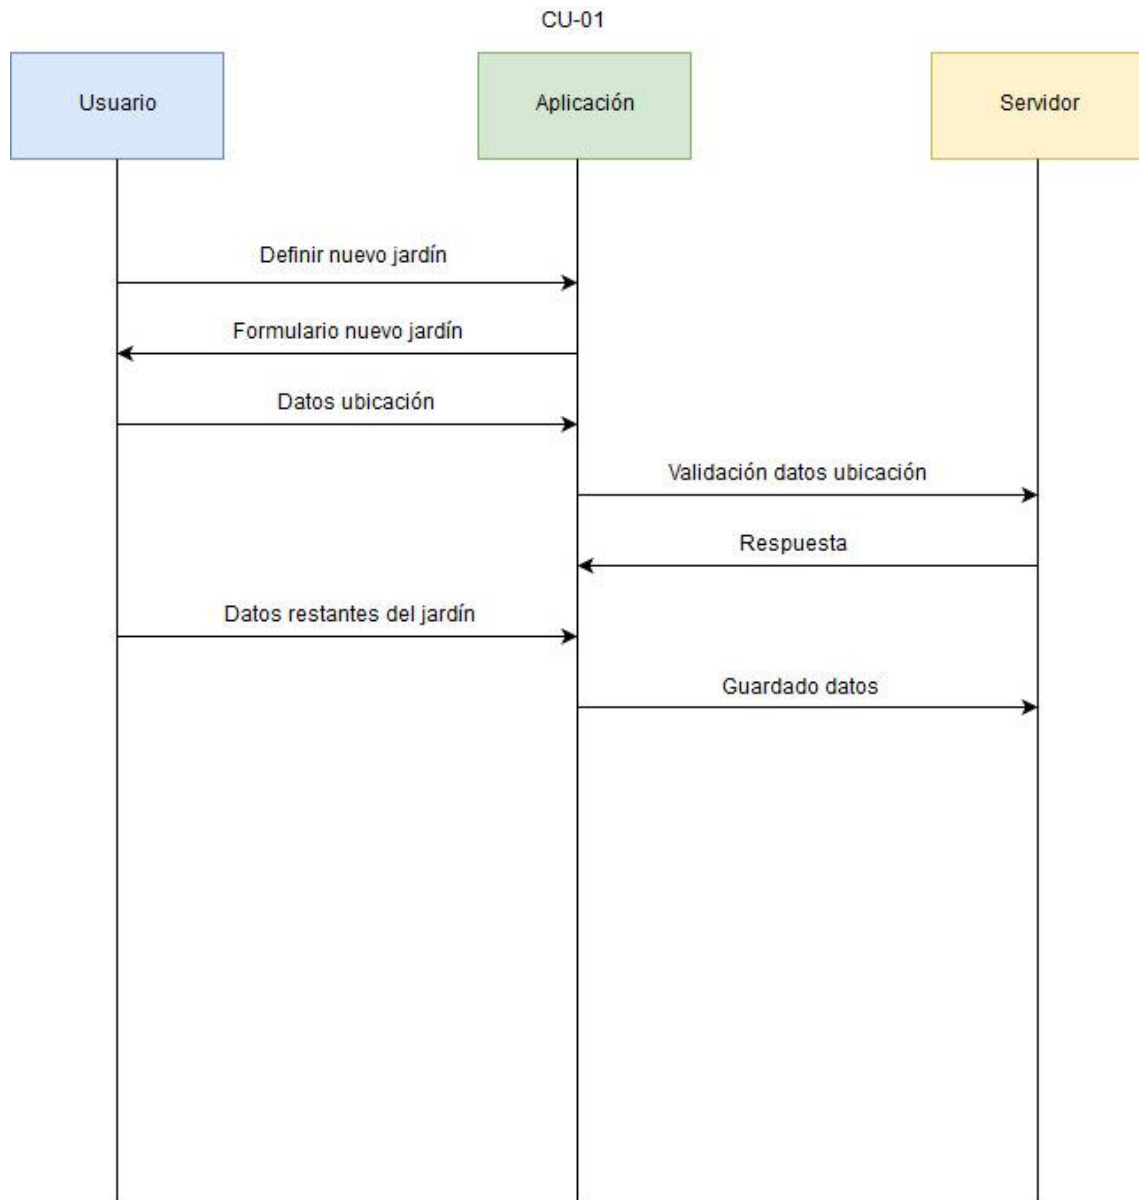 CU-01
Usuario
Aplicación
Servidor
Definir nuevo jardín
Formulario nuevo jardín
Datos ubicación
Validación datos ubicación
Respuesta
Datos restantes del jardín
Guardado datos